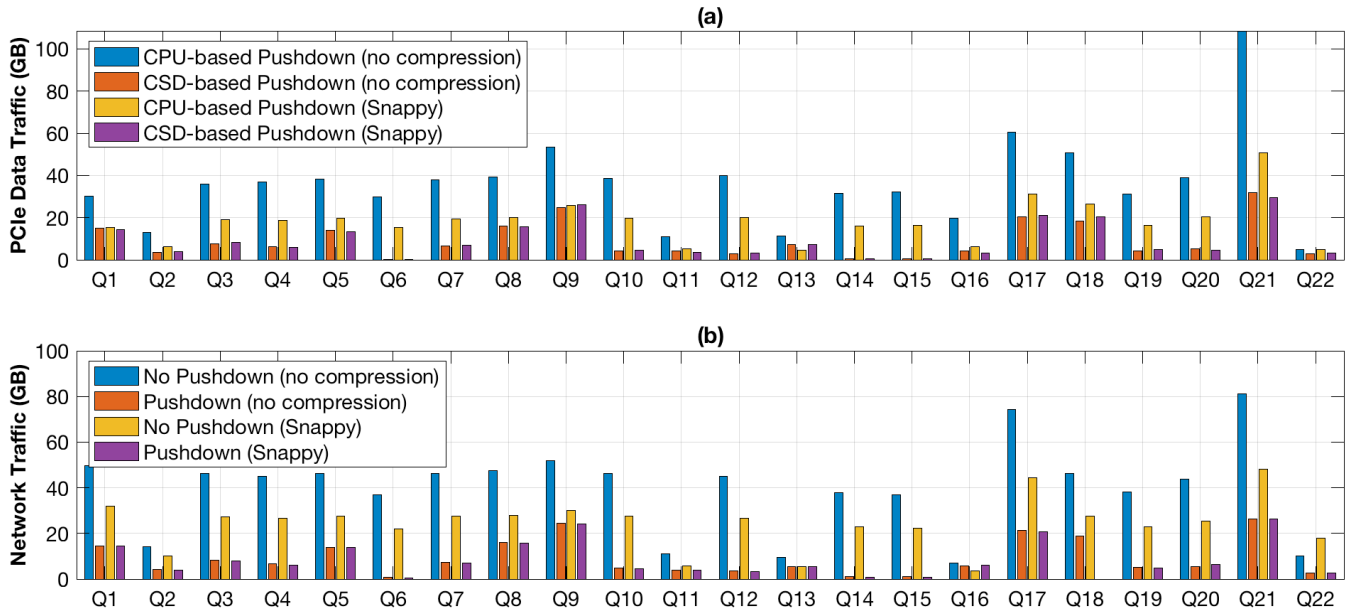 (a)
PCIe Data Traffic (GB)
100
80
60
40
20
0
CPU-based Pushdown (no compression)
CSD-based Pushdown (no compression)
CPU-based Pushdown (Snappy)
CSD-based Pushdown (Snappy)
Q1 Q2 Q3 Q4 Q5 Q6 Q7 Q8 Q9 Q10 Q11 Q12 Q13 Q14 Q15 Q16 Q17 Q18 Q19 Q20 Q21 Q22
(b)
Network Traffic (GB)
100
80
60
40
20
0
No Pushdown (no compression)
Pushdown (no compression)
No Pushdown (Snappy)
Pushdown (Snappy)
Q1 Q2 Q3 Q4 Q5 Q6 Q7 Q8 Q9 Q10 Q11 Q12 Q13 Q14 Q15 Q16 Q17 Q18 Q19 Q20 Q21 Q22